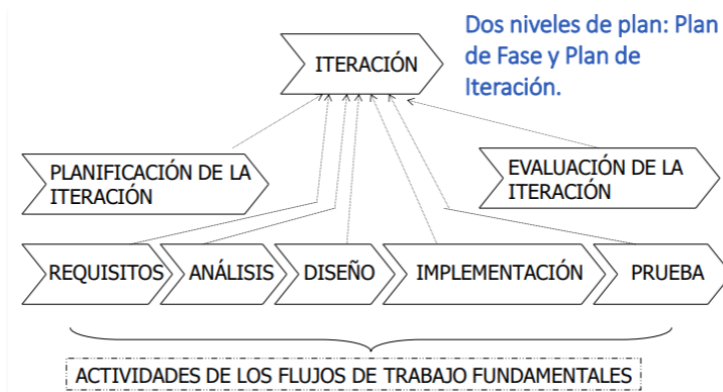 Dos niveles de plan: Plan
de Fase y Plan de
Iteración.
ITERACIÓN
PLANIFICACIÓN DE LA
ITERACIÓN
EVALUACIÓN DE LA
ITERACIÓN
REQUISITOS
ANÁLISIS
DISEÑO
IMPLEMENTACIÓN
PRUEBA
ACTIVIDADES DE LOS FLUJOS DE TRABAJO FUNDAMENTALES